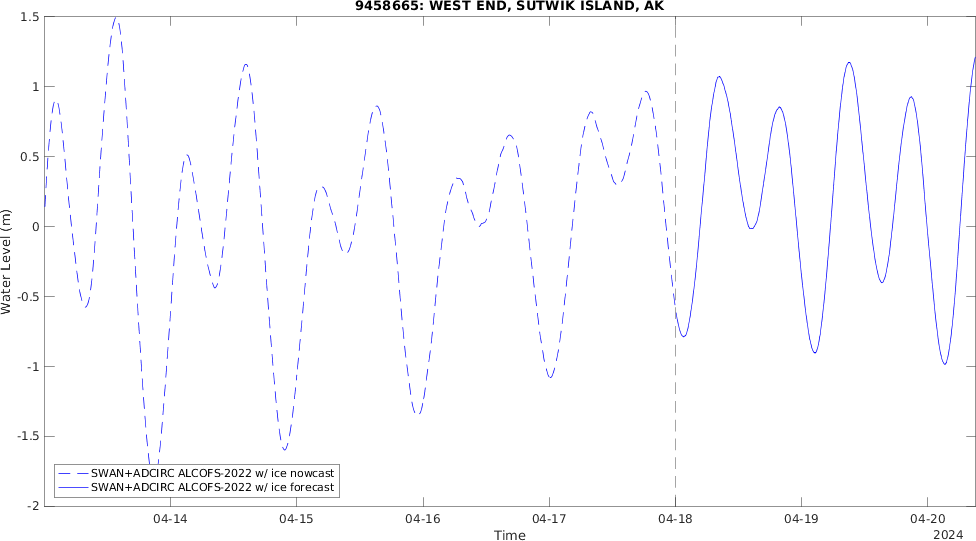 9458665: WEST END, SUTWIK ISLAND, AK
1.5
1
0.5
0
-0.5
-1
-1.5
-2
Water Level (m)
SWAN+ADCIRC ALCOFS-2022 w/ ice nowcast
SWAN+ADCIRC ALCOFS-2022 w/ ice forecast
04-14 04-15 04-16 04-17 04-18 04-19 04-20
Time
2024